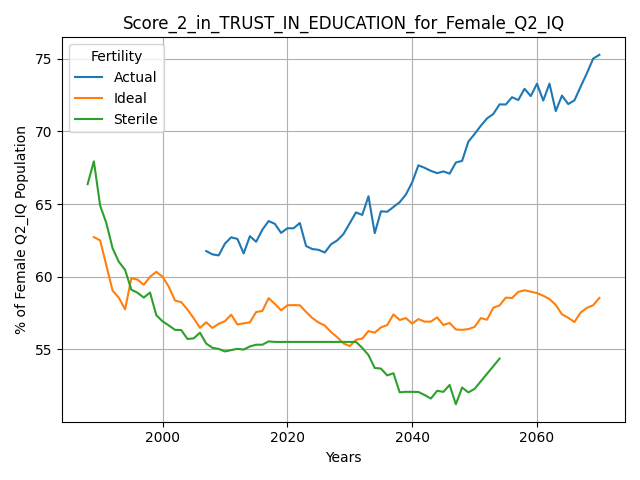 Score_2_in_TRUST_IN_EDUCATION_for_Female_Q2_IQ
Fertility
Actual
Ideal
Sterile
% of Female Q2_IQ Population
75
70
65
60
55
2000
2020
2040
2060
Years